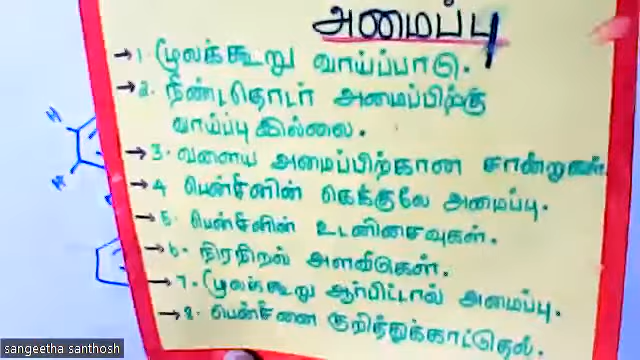 அமைப்பு
→ 1. மூலக்கூறு வாய்ப்பாடு.
→ 2. நீண்டதொடர் அமைப்பிற்கு
வாய்ப்பு இல்லை.
→ 3. வளைய அமைப்பிற்கான சான்றுகள்.
→ 4 பென்சீனின் கெக்குலே அமைப்பு.
→ 5. பென்சீனின் உடனிசைவுகள்.
→ 6. நிரநிறல் அளவீடுகள்.
→ 7. மூலக்கூறு ஆர்பிட்டால் அமைப்பு.
→ 8. பென்சீனை குறித்துக்காட்டுதல்.
H
H
sangeetha santhosh